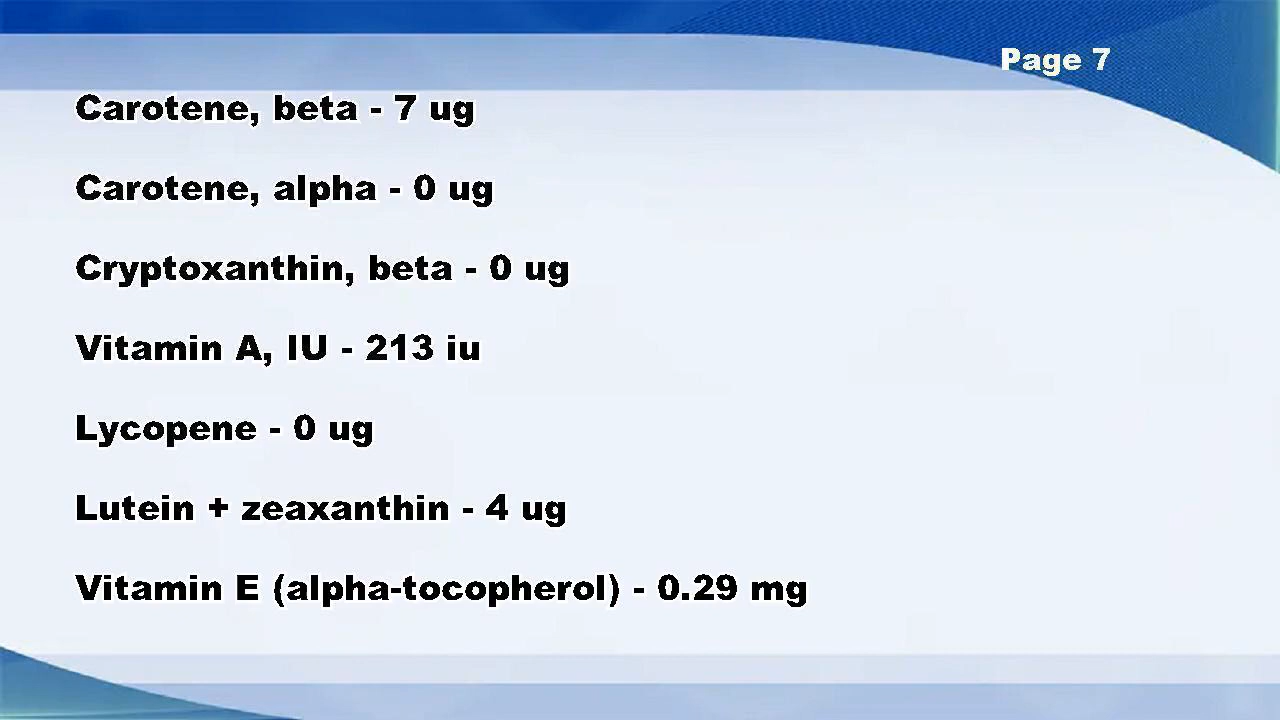 Page 7
Carotene, beta - 7 ug
Carotene, alpha - 0 ug
Cryptoxanthin, beta - 0 ug
Vitamin A, IU - 213 iu
Lycopene - 0 ug
Lutein + zeaxanthin - 4 ug
Vitamin E (alpha-tocopherol) - 0.29 mg